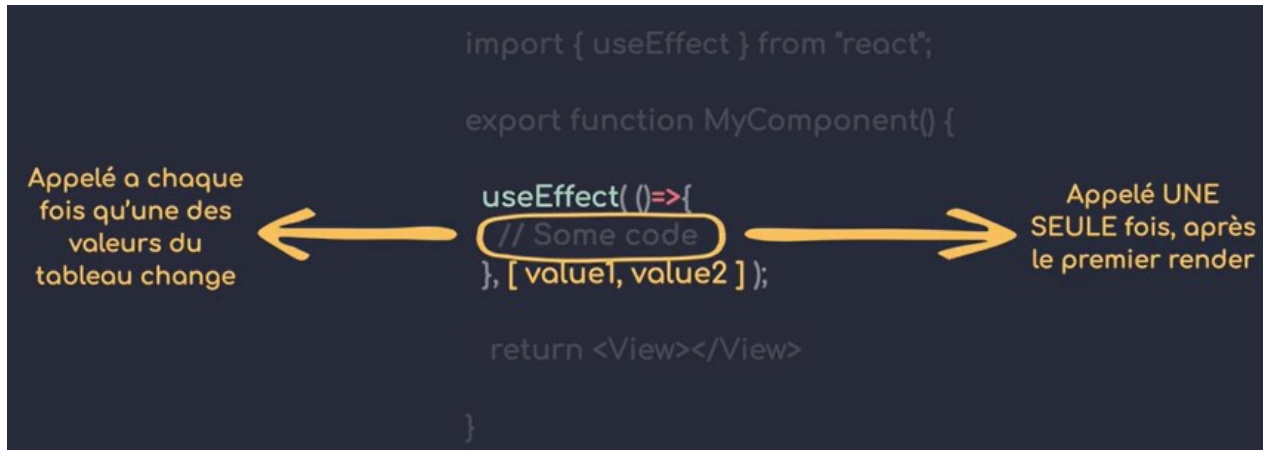 import { useEffect } from "react";
export function MyComponent() {
Appelé a chaque
fois qu'une des
valeurs du
tableau change
useEffect( ()=>{
// Some code
}, [ value1, value2 ] );
Appelé UNE
SEULE fois, après
le premier render
return <View></View>
}